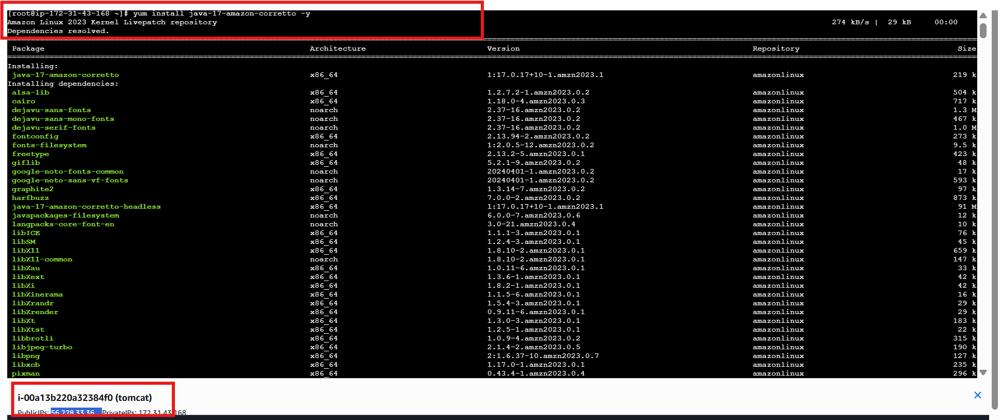 [root@ip-172-31-43-168 ~]# yum install java-17-amazon-corretto -y
Amazon Linux 2023 Kernel Livepatch repository 274 kB/s | 29 kB 00:00
Dependencies resolved.
Package Architecture Version Repository Size
Installing:
java-17-amazon-corretto x86_64 1:17.0.17+10-1.amzn2023.1 amazonlinux 219 k
Installing dependencies:
alsa-lib x86_64 1.2.7.2-1.amzn2023.0.2 amazonlinux 504 k
cairo x86_64 1.18.0-4.amzn2023.0.3 amazonlinux 717 k
dejavu-sans-fonts noarch 2.37-16.amzn2023.0.2 amazonlinux 1.3 M
dejavu-sans-mono-fonts noarch 2.37-16.amzn2023.0.2 amazonlinux 467 k
dejavu-serif-fonts noarch 2.37-16.amzn2023.0.2 amazonlinux 1.0 M
fontconfig x86_64 2.13.94-2.amzn2023.0.2 amazonlinux 273 k
fonts-filesystem noarch 1:2.0.5-12.amzn2023.0.2 amazonlinux 9.5 k
freetype x86_64 2.13.2-5.amzn2023.0.1 amazonlinux 423 k
giflib x86_64 5.2.1-9.amzn2023.0.2 amazonlinux 48 k
google-noto-fonts-common noarch 20240401-1.amzn2023.0.2 amazonlinux 17 k
google-noto-sans-vf-fonts noarch 20240401-1.amzn2023.0.2 amazonlinux 593 k
graphite2 x86_64 1.3.14-7.amzn2023.0.2 amazonlinux 97 k
harfbuzz x86_64 7.0.0-2.amzn2023.0.2 amazonlinux 873 k
java-17-amazon-corretto-headless x86_64 1:17.0.17+10-1.amzn2023.1 amazonlinux 91 M
javapackages-filesystem noarch 6.0.0-7.amzn2023.0.6 amazonlinux 12 k
langpacks-core-font-en noarch 3.0-21.amzn2023.0.4 amazonlinux 10 k
libICE x86_64 1.1.1-3.amzn2023.0.1 amazonlinux 76 k
libSM x86_64 1.2.4-3.amzn2023.0.1 amazonlinux 45 k
libX11 x86_64 1.8.10-2.amzn2023.0.1 amazonlinux 659 k
libX11-common noarch 1.8.10-2.amzn2023.0.1 amazonlinux 147 k
libXau x86_64 1.0.11-6.amzn2023.0.1 amazonlinux 33 k
libXext x86_64 1.3.6-1.amzn2023.0.1 amazonlinux 42 k
libXi x86_64 1.8.2-1.amzn2023.0.1 amazonlinux 42 k
libXinerama x86_64 1.1.5-6.amzn2023.0.1 amazonlinux 16 k
libXrandr x86_64 1.5.4-3.amzn2023.0.1 amazonlinux 29 k
libXrender x86_64 0.9.11-6.amzn2023.0.1 amazonlinux 29 k
libXt x86_64 1.3.0-3.amzn2023.0.1 amazonlinux 183 k
libXtst x86_64 1.2.5-1.amzn2023.0.1 amazonlinux 22 k
libbrotli x86_64 1.0.9-4.amzn2023.0.2 amazonlinux 315 k
libjpeg-turbo x86_64 2.1.4-2.amzn2023.0.5 amazonlinux 190 k
libpng x86_64 2:1.6.37-10.amzn2023.0.7 amazonlinux 127 k
libxcb x86_64 1.17.0-1.amzn2023.0.1 amazonlinux 235 k
pixman x86_64 0.43.4-1.amzn2023.0.4 amazonlinux 296 k
i-00a13b220a32384f0 (tomcat)
PublicIPs: 56.228.33.36 PrivateIPs: 172.31.43.168